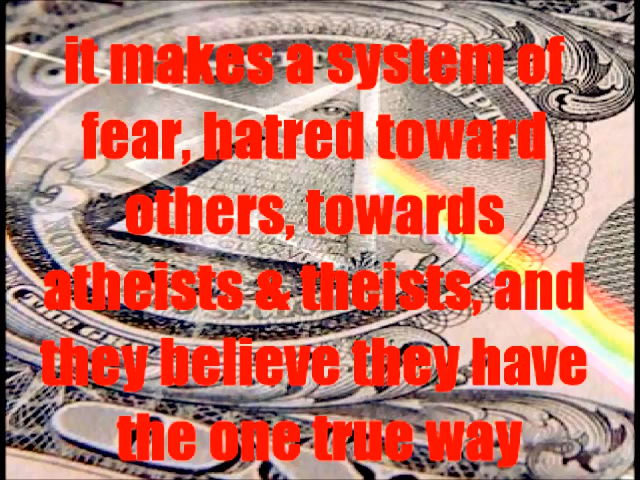 it makes a system of
fear, hatred toward
others, towards
atheists & theists, and
they believe they have
the one true way